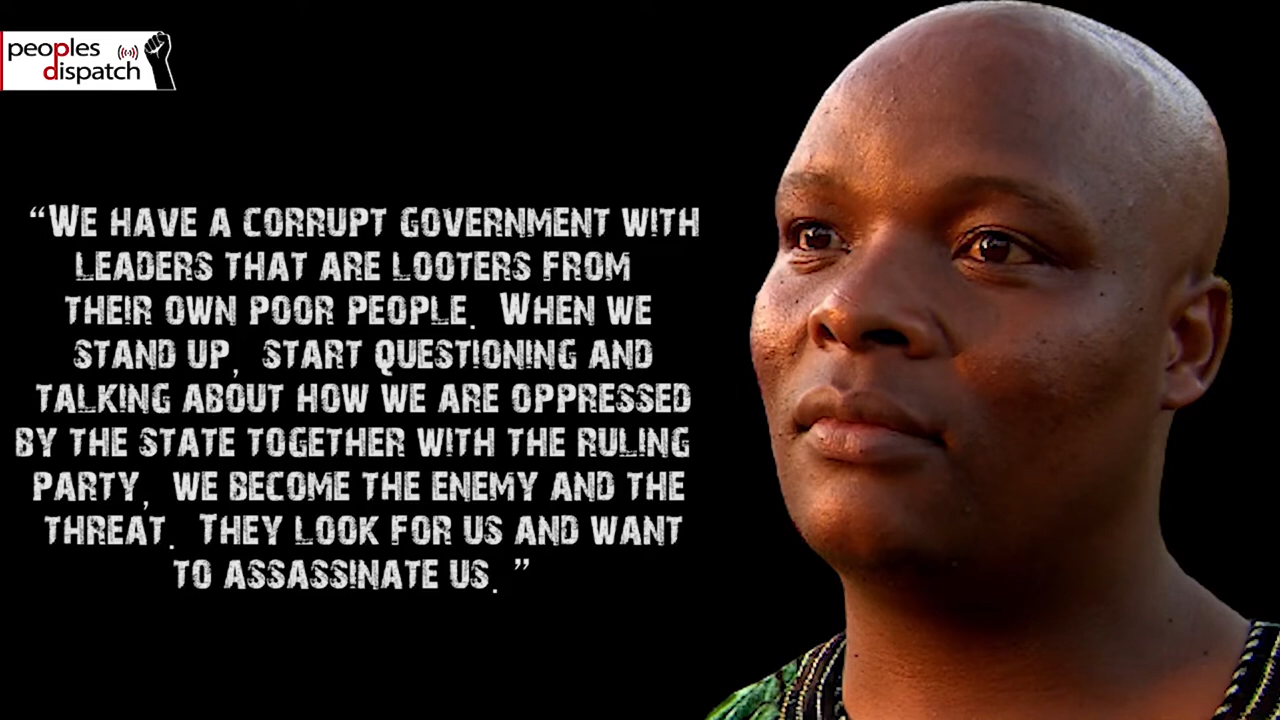 peoples
dispatch
“WE HAVE A CORRUPT GOVERNMENT WITH
LEADERS THAT ARE LOOTERS FROM
THEIR OWN POOR PEOPLE. WHEN WE
STAND UP, START QUESTIONING AND
TALKING ABOUT HOW WE ARE OPPRESSED
BY THE STATE TOGETHER WITH THE RULING
PARTY, WE BECOME THE ENEMY AND THE
THREAT. THEY LOOK FOR US AND WANT
TO ASSASSINATE US. ”